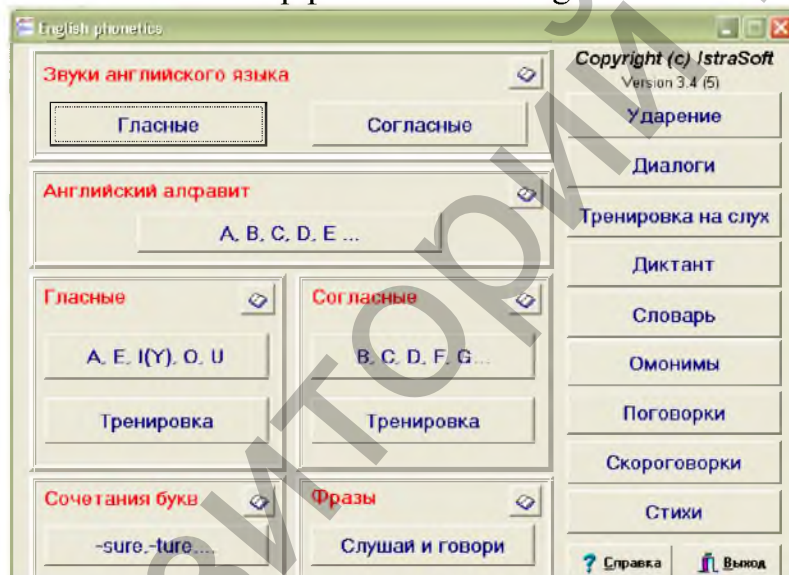 English phonetics
Звуки английского языка
Гласные
Согласные
Английский алфавит
A, B, C, D, E ...
Гласные
A, E, I(Y), O, U
Тренировка
Согласные
B, C, D, F, G...
Тренировка
Сочетания букв
-sure,-ture,...
Фразы
Слушай и говори
Copyright (c) IstraSoft
Version 3.4 (5)
Ударение
Диалоги
Тренировка на слух
Диктант
Словарь
Омонимы
Поговорки
Скороговорки
Стихи
? Справка
Выход